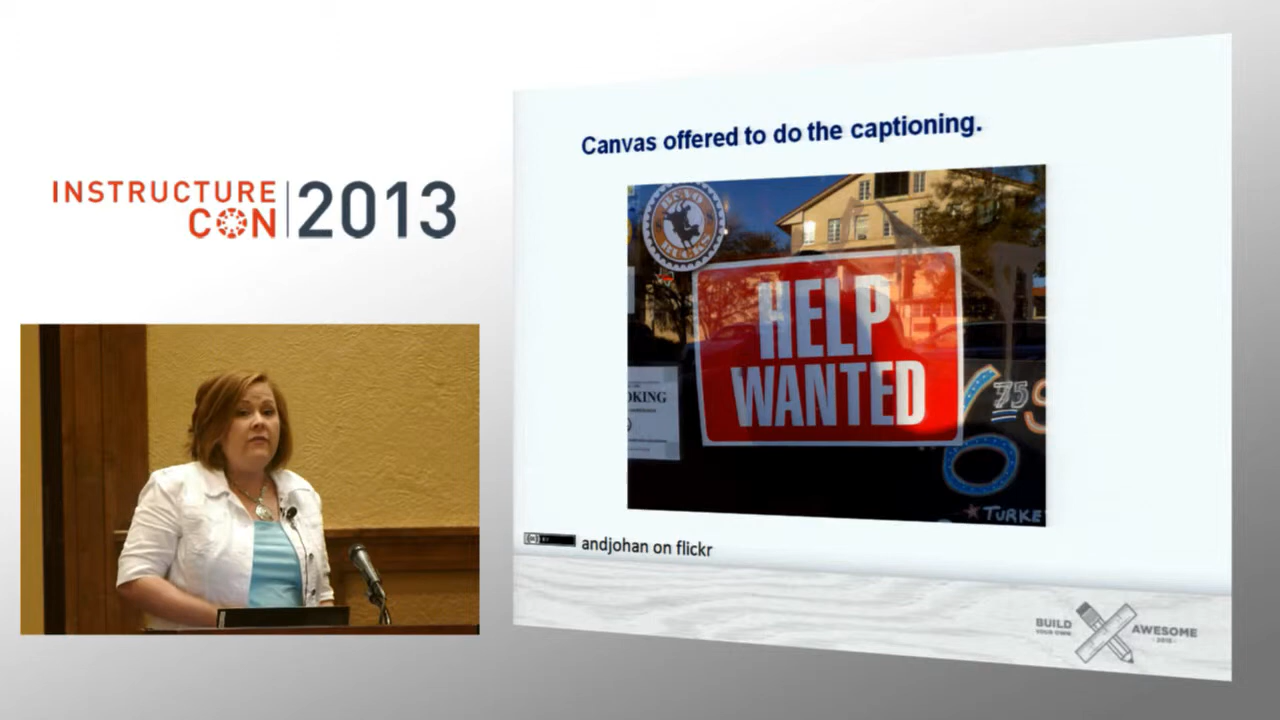 INSTRUCTURE
CON
2013
Canvas offered to do the captioning.
HELP
WANTED
OKING
75
TURKE
andjohan on flickr
BUILD
YOUR OWN
AWESOME